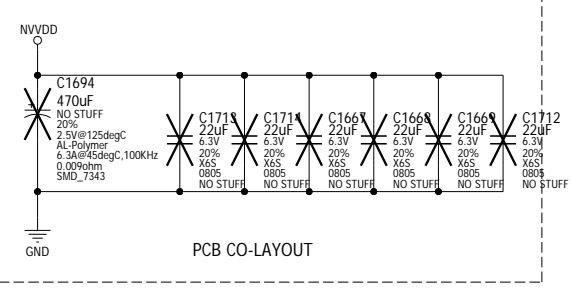 NVVDD
C1694
470uF
NO STUFF
20%
2.5V@125degC
AL-Polymer
6.3A@45degC,100KHz
0.009ohm
SMD_7343
C1713
22uF
6.3V
20%
X6S
0805
NO STUFF
C1714
22uF
6.3V
20%
X6S
0805
NO STUFF
C1667
22uF
6.3V
20%
X6S
0805
NO STUFF
C1668
22uF
6.3V
20%
X6S
0805
NO STUFF
C1669
22uF
6.3V
20%
X6S
0805
NO STUFF
C1712
22uF
6.3V
20%
X6S
0805
NO STUFF
GND
PCB CO-LAYOUT